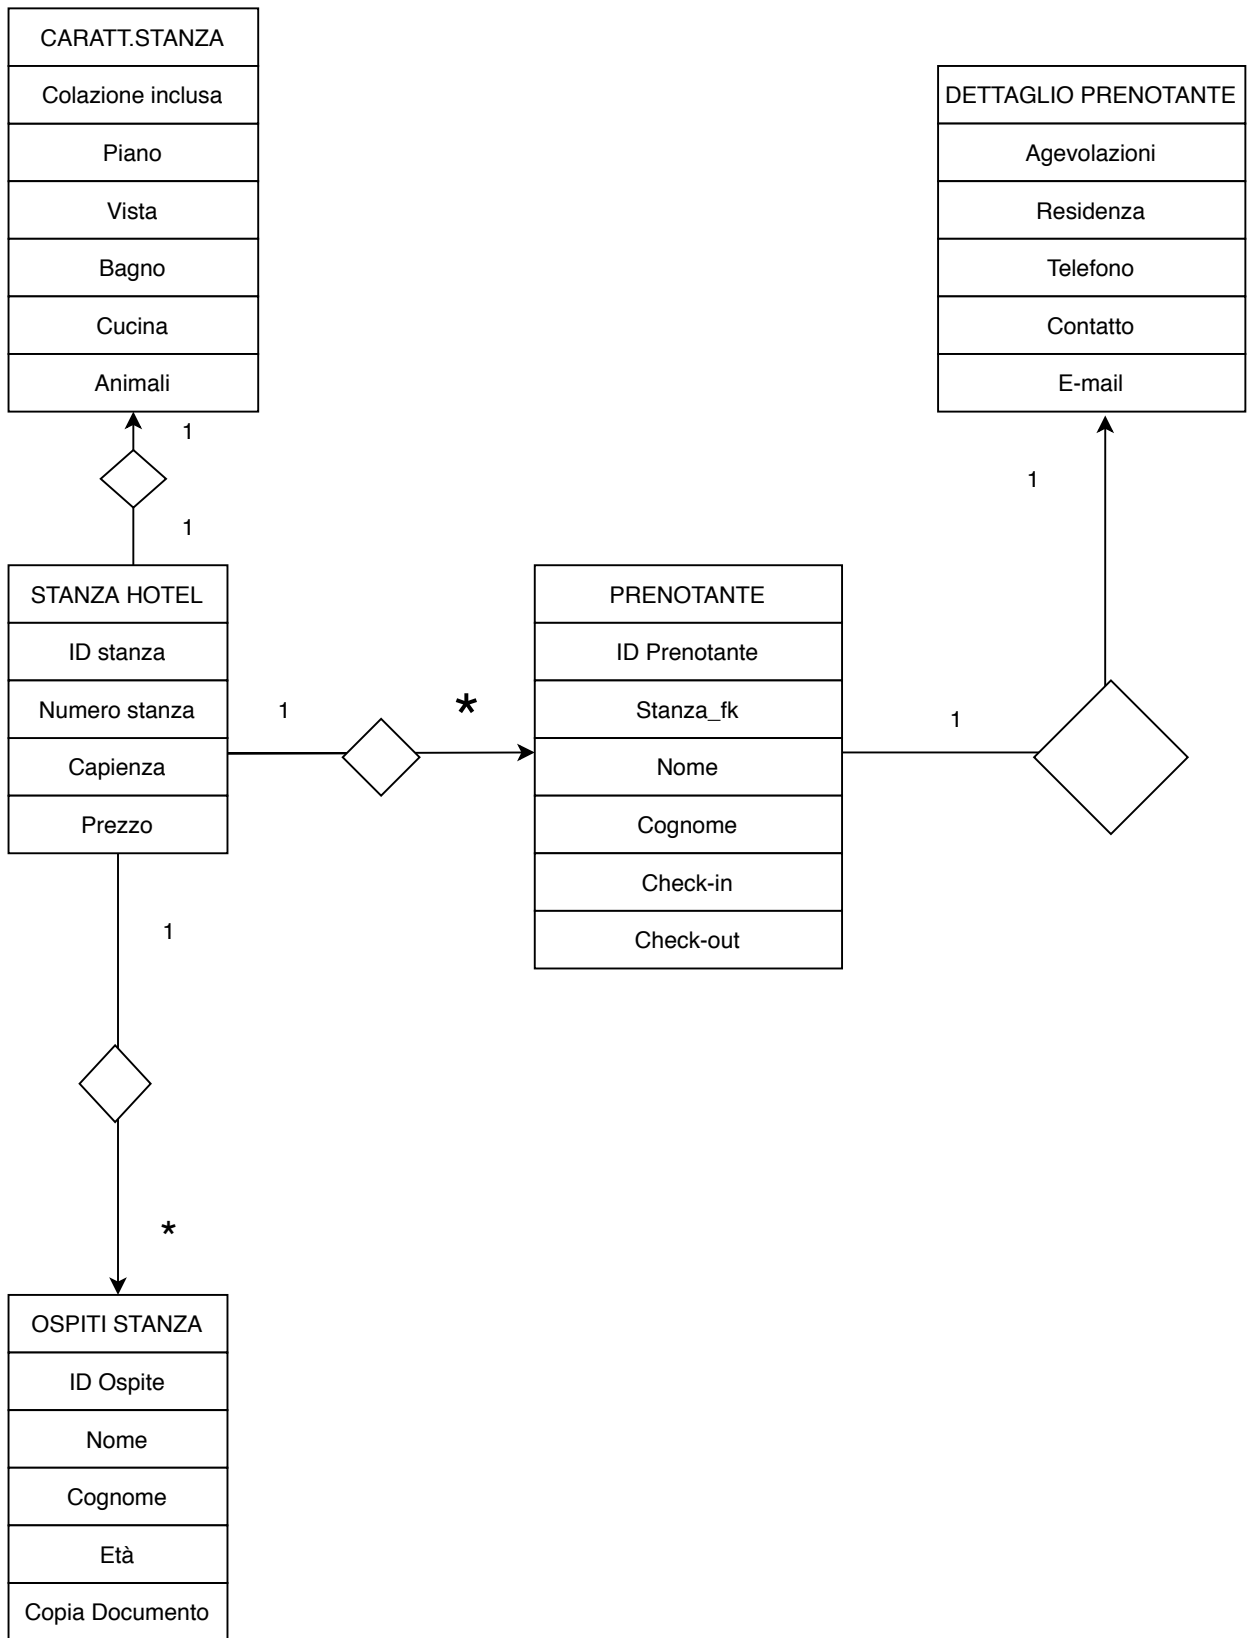 CARATT.STANZA
Colazione inclusa
Piano
Vista
Bagno
Cucina
Animali
1
1
DETTAGLIO PRENOTANTE
Agevolazioni
Residenza
Telefono
Contatto
E-mail
1
STANZA HOTEL
ID stanza
Numero stanza
Capienza
Prezzo
1
*
PRENOTANTE
ID Prenotante
Stanza_fk
Nome
Cognome
Check-in
Check-out
1
1
*
OSPITI STANZA
ID Ospite
Nome
Cognome
Età
Copia Documento